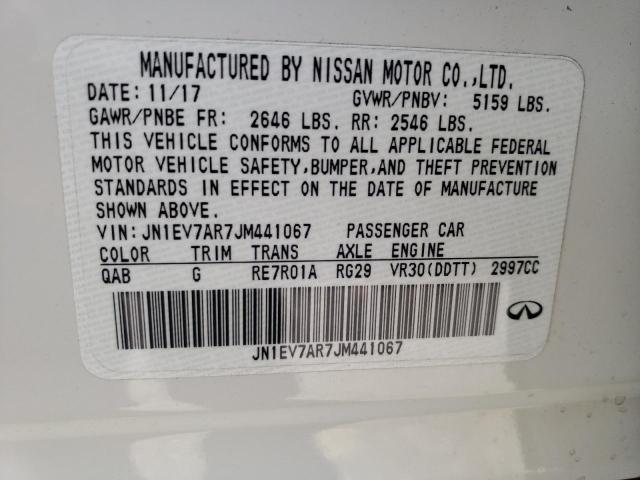 MANUFACTURED BY NISSAN MOTOR CO.,LTD.
DATE: 11/17 GVWR/PNBV: 5159 LBS.
GAWR/PNBE FR: 2646 LBS. RR: 2546 LBS.
THIS VEHICLE CONFORMS TO ALL APPLICABLE FEDERAL
MOTOR VEHICLE SAFETY,BUMPER,AND THEFT PREVENTION
STANDARDS IN EFFECT ON THE DATE OF MANUFACTURE
SHOWN ABOVE.
VIN: JN1EV7AR7JM441067 PASSENGER CAR
COLOR TRIM TRANS AXLE ENGINE
QAB G RE7R01A RG29 VR30(DDTT) 2997CC
JN1EV7AR7JM441067